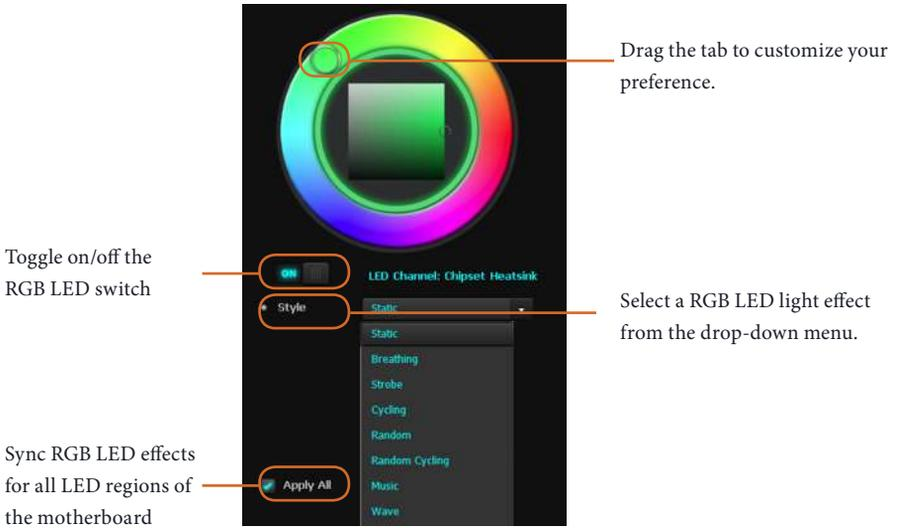 Drag the tab to customize your
preference.
Toggle on/off the
RGB LED switch
ON
LED Channel: Chipset Heatsink
Style
Static
Select a RGB LED light effect
from the drop-down menu.
Static
Breathing
Strobe
Cycling
Random
Random Cycling
Sync RGB LED effects
for all LED regions of
the motherboard
Apply All
Music
Wave